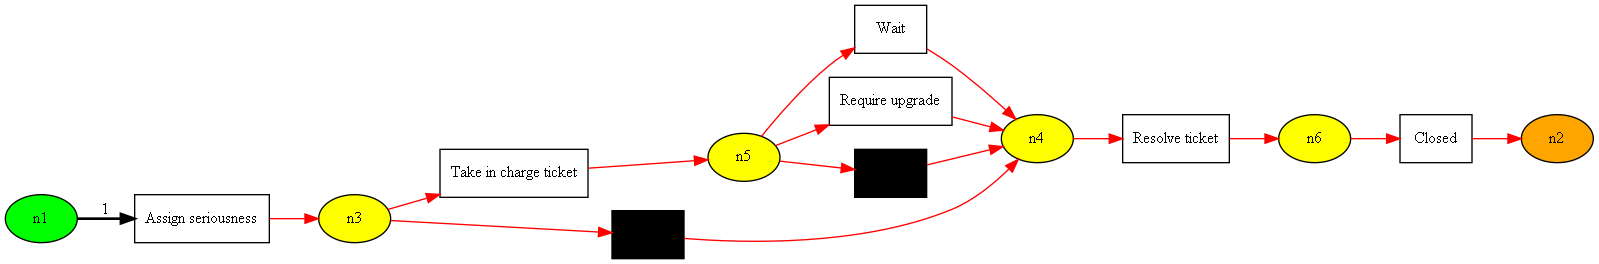 Wait
Require upgrade
n5
n4
Resolve ticket
n6
Closed
n2
Take in charge ticket
n1
1
Assign seriousness
n3